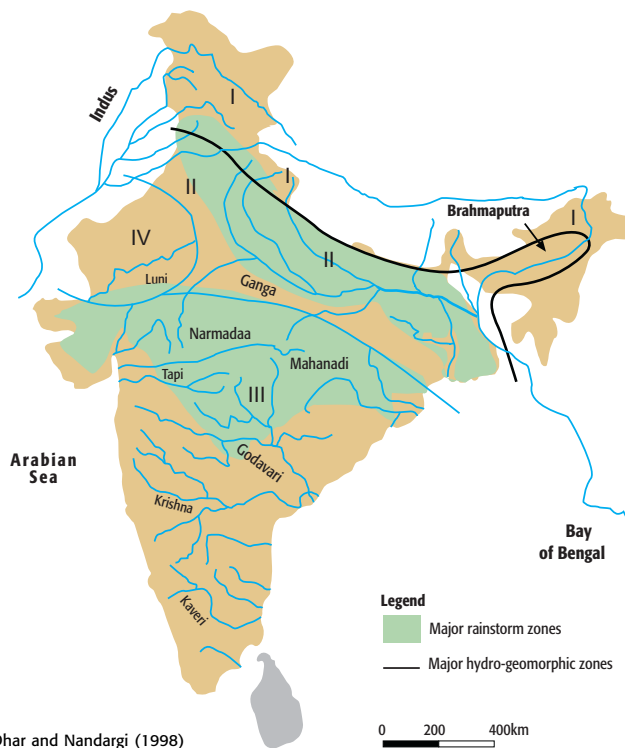 I
Indus
I
II
Brahmaputra
I
IV
II
Luni
Ganga
Narmadaa
Mahanadi
Tapi
III
Arabian
Sea
Godavari
Krishna
Bay
of Bengal
Kaveri
Legend
Major rainstorm zones
Major hydro-geomorphic zones
0 200 400km
har and Nandargi (1998)